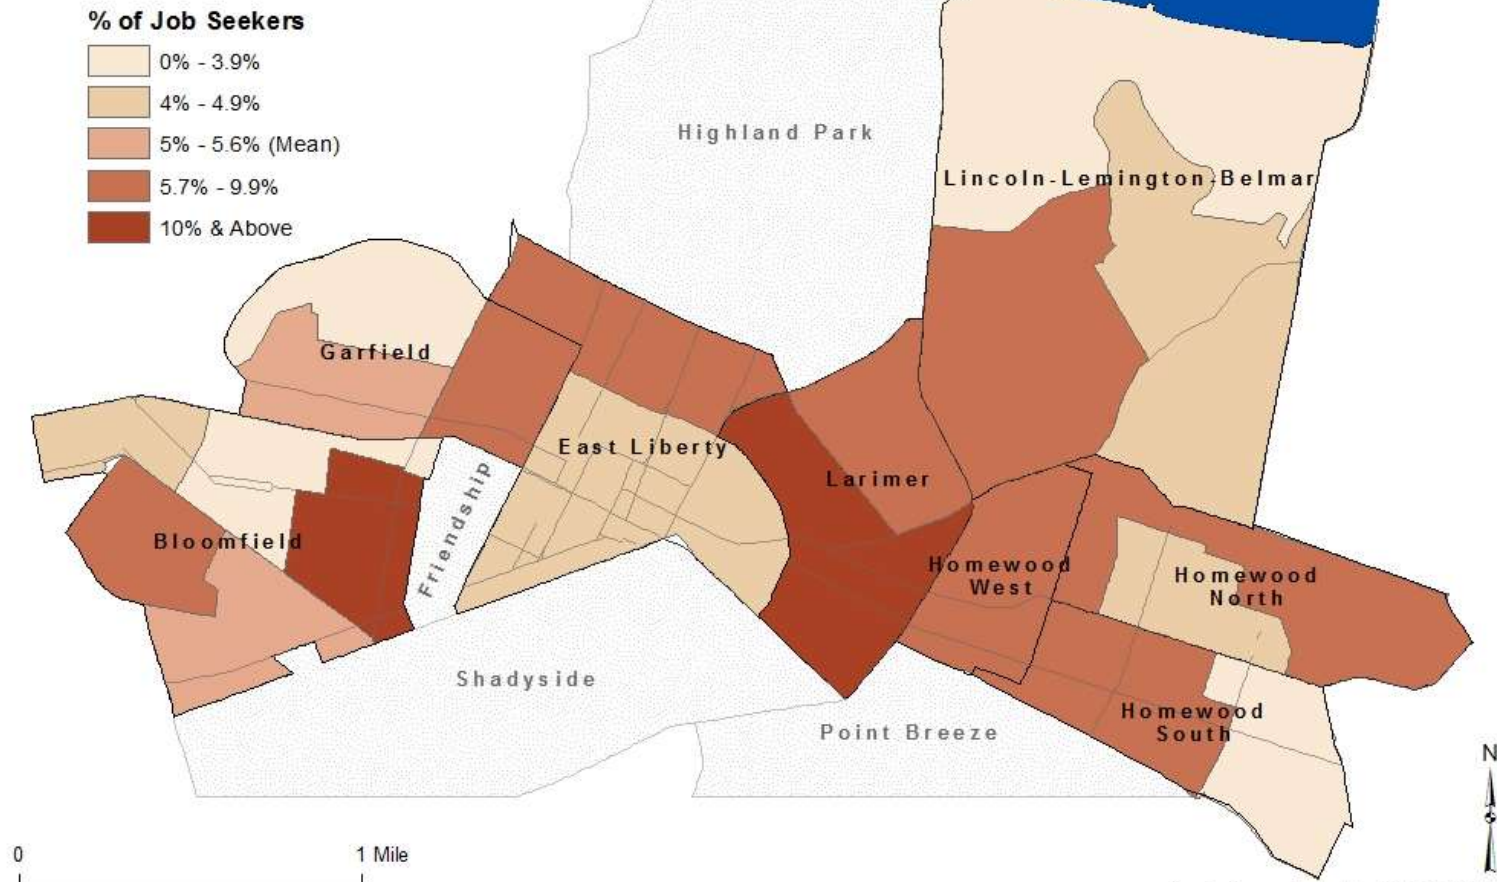 % of Job Seekers
0% - 3.9%
4% - 4.9%
5% - 5.6% (Mean)
5.7% - 9.9%
10% & Above
Highland Park
Lincoln-Lemington-Belmar
Garfield
East Liberty
Larimer
Friendship
Bloomfield
Homewood
West
Homewood
North
Shadyside
Homewood
South
Point Breeze
N
0
1 Mile